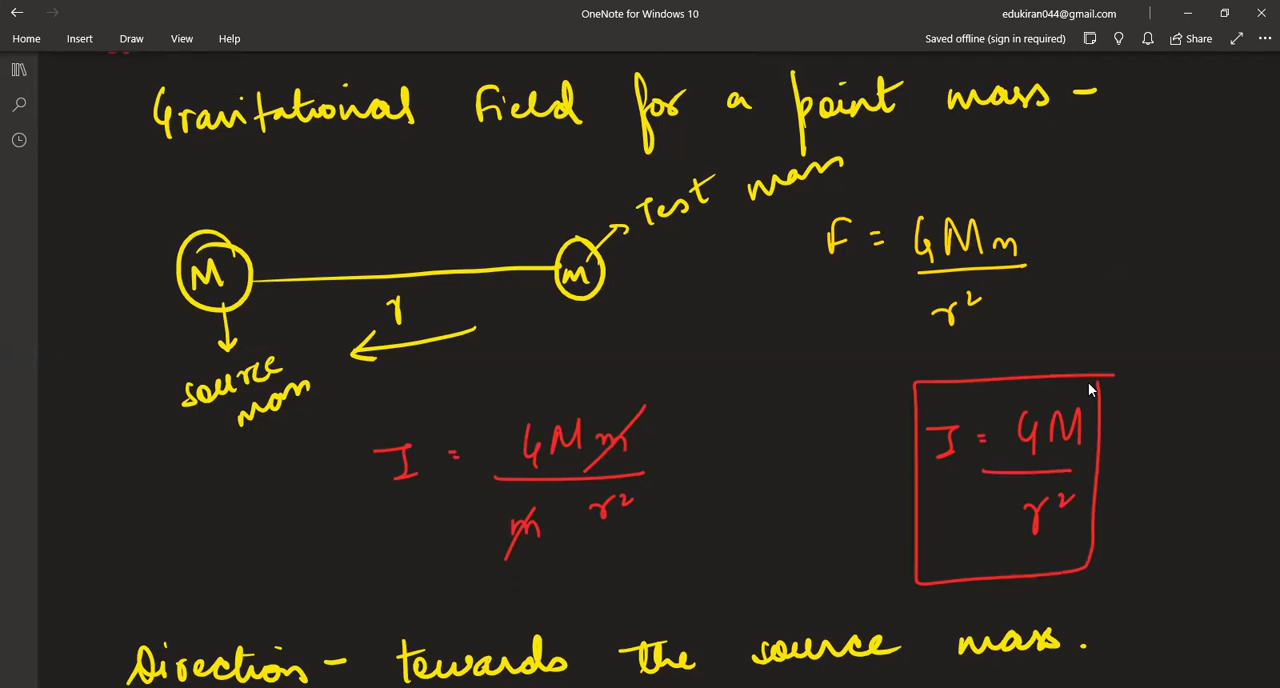 OneNote for Windows 10
edukiran044@gmail.com
Home Insert Draw View Help
Saved offline (sign in required) Share
Gravitational Field for a point mass -
Test mass
M
m
F = GMm
r²
r
source
mass
I = GMm
m r²
I = GM
r²
Direction - towards the source mass.